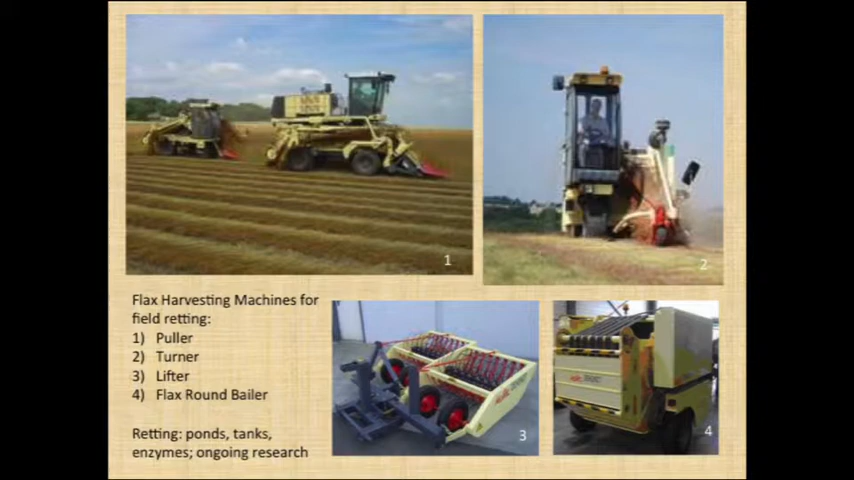 1
2
Flax Harvesting Machines for
field retting:
1) Puller
2) Turner
3) Lifter
4) Flax Round Bailer
Retting: ponds, tanks,
enzymes; ongoing research
3
4